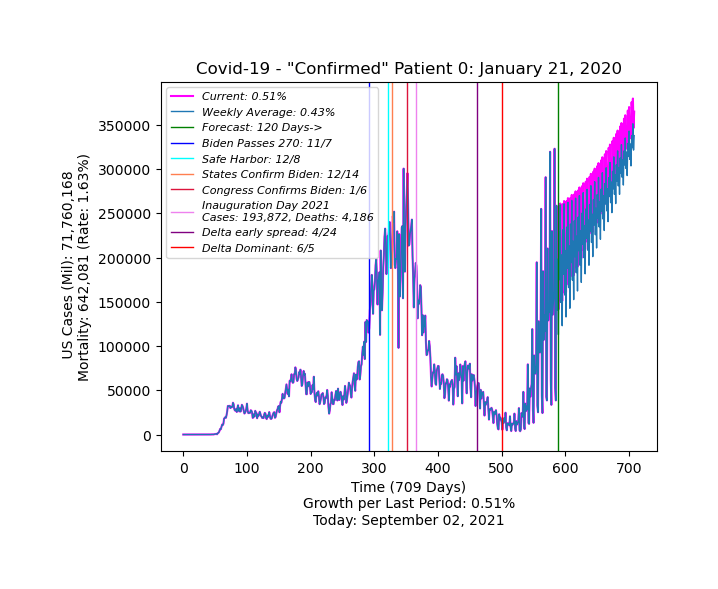 Covid-19 - "Confirmed" Patient 0: January 21, 2020
Current: 0.51%
Weekly Average: 0.43%
Forecast: 120 Days->
Biden Passes 270: 11/7
Safe Harbor: 12/8
States Confirm Biden: 12/14
Congress Confirms Biden: 1/6
Inauguration Day 2021
Cases: 193,872, Deaths: 4,186
Delta early spread: 4/24
Delta Dominant: 6/5
US Cases (Mil): 71,760,168
Mortality: 642,081 (Rate: 1.63%)
350000
300000
250000
200000
150000
100000
50000
0
0 100 200 300 400 500 600 700
Time (709 Days)
Growth per Last Period: 0.51%
Today: September 02, 2021